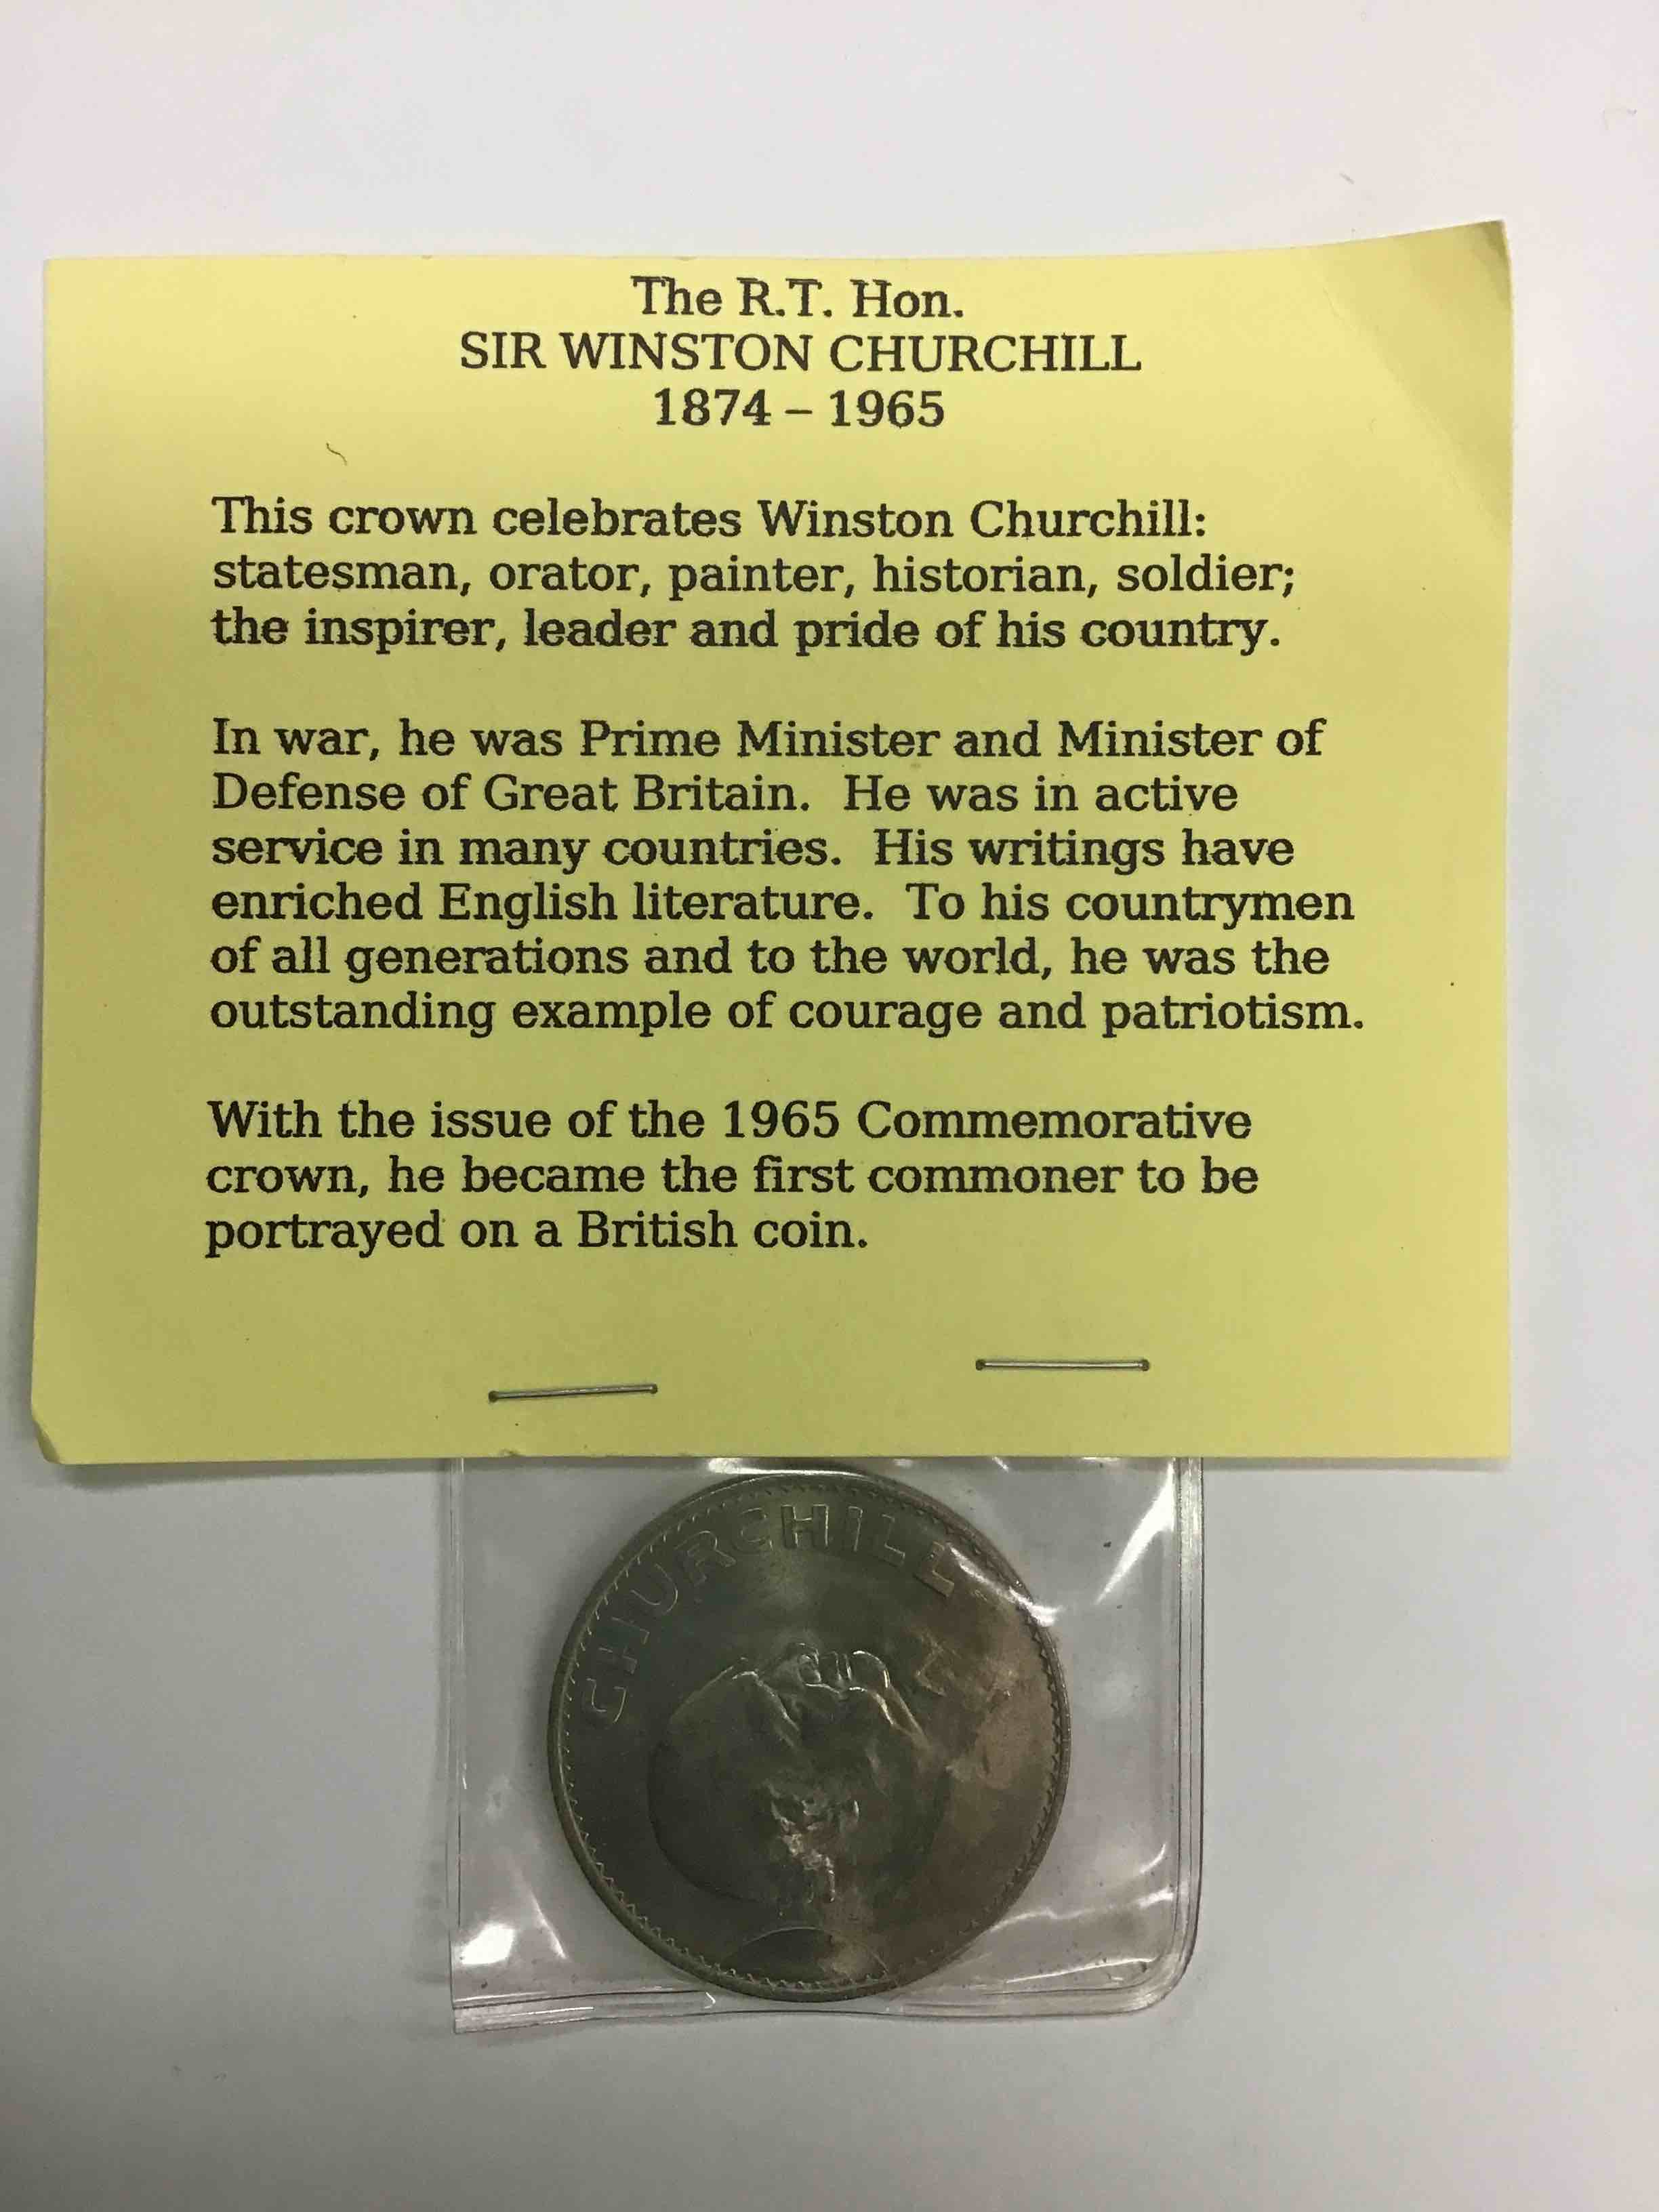 The R.T. Hon.
SIR WINSTON CHURCHILL
1874 – 1965
This crown celebrates Winston Churchill:
statesman, orator, painter, historian, soldier;
the inspirer, leader and pride of his country.
In war, he was Prime Minister and Minister of
Defense of Great Britain. He was in active
service in many countries. His writings have
enriched English literature. To his countrymen
of all generations and to the world, he was the
outstanding example of courage and patriotism.
With the issue of the 1965 Commemorative
crown, he became the first commoner to be
portrayed on a British coin.
CHURCHILL